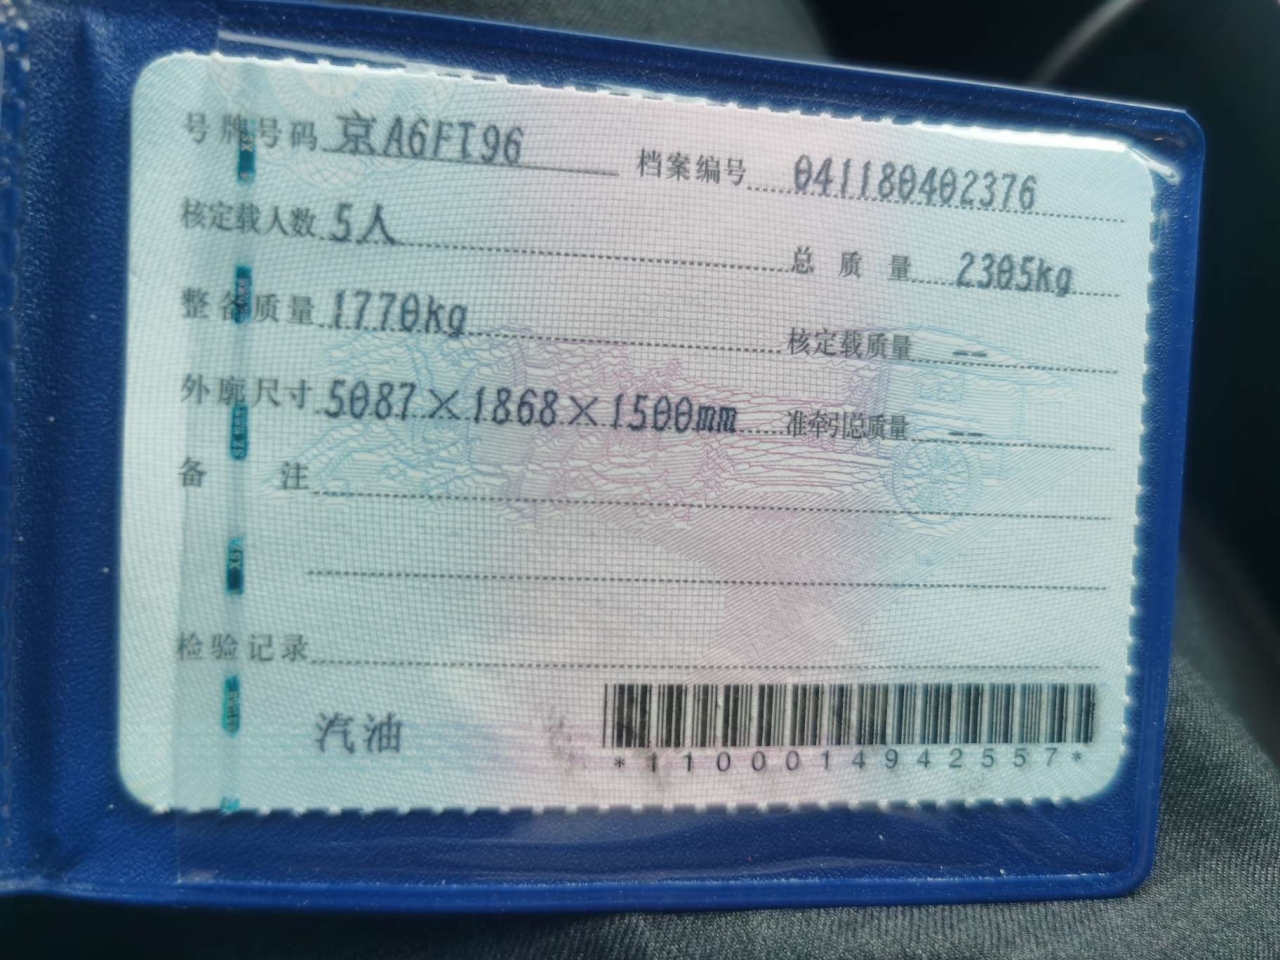 号牌号码 京A6FT96 档案编号 041180402376
核定载人数 5人 总质量 2305kg
整备质量 1770kg 核定载质量 --
外廓尺寸 5087×1868×1500mm 准牵引总质量 --
备注
检验记录
汽油
*1100014942557*